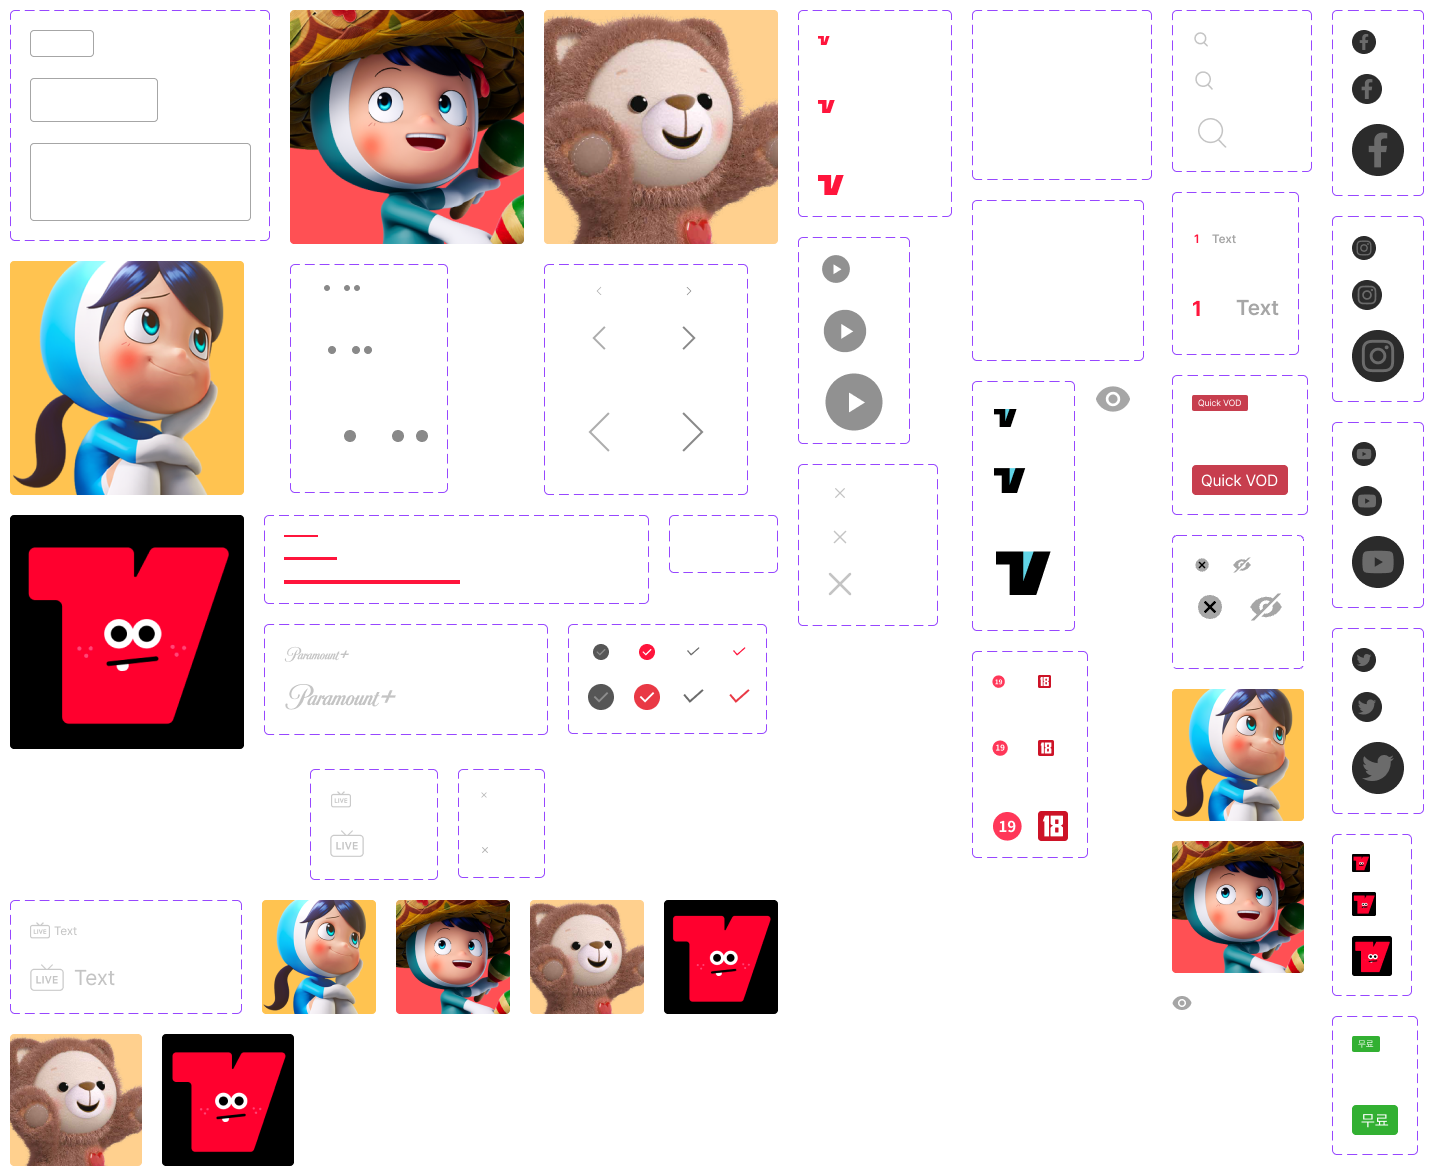 1 Text
1 Text
Quick VOD
Quick VOD
Paramount+
Paramount+
19 18
19 18
19 18
LIVE
LIVE
LIVE Text
LIVE Text
무료
무료